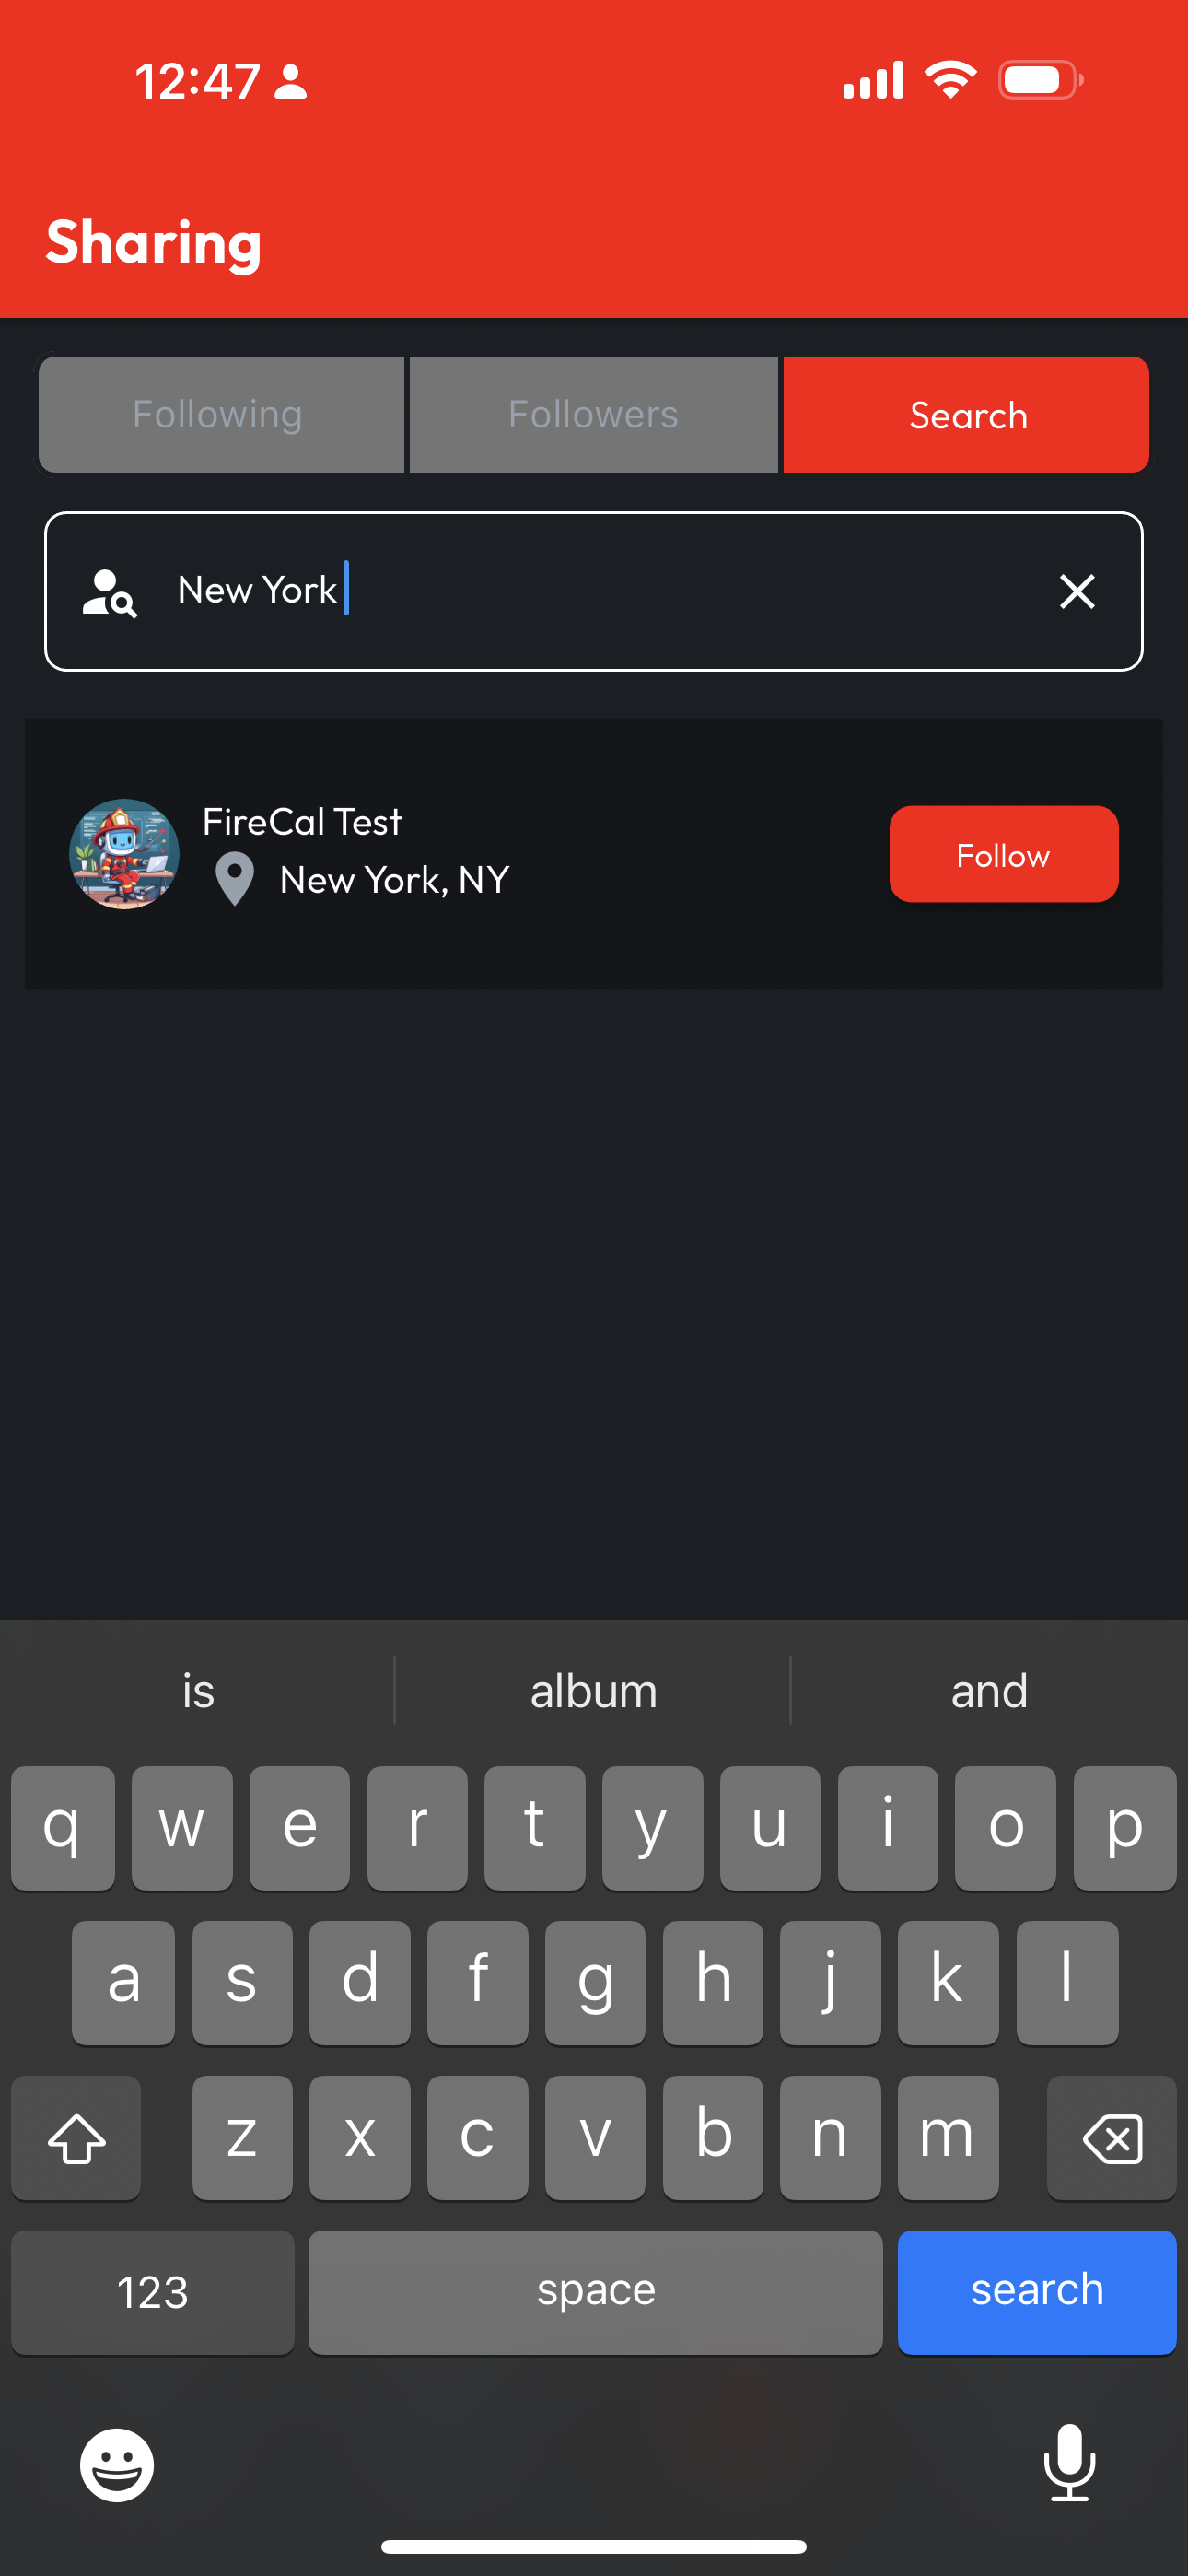 12:47
Sharing
Following Followers Search
New York
FireCal Test
New York, NY
Follow
is album and
q w e r t y u i o p
a s d f g h j k l
z x c v b n m
123 space search